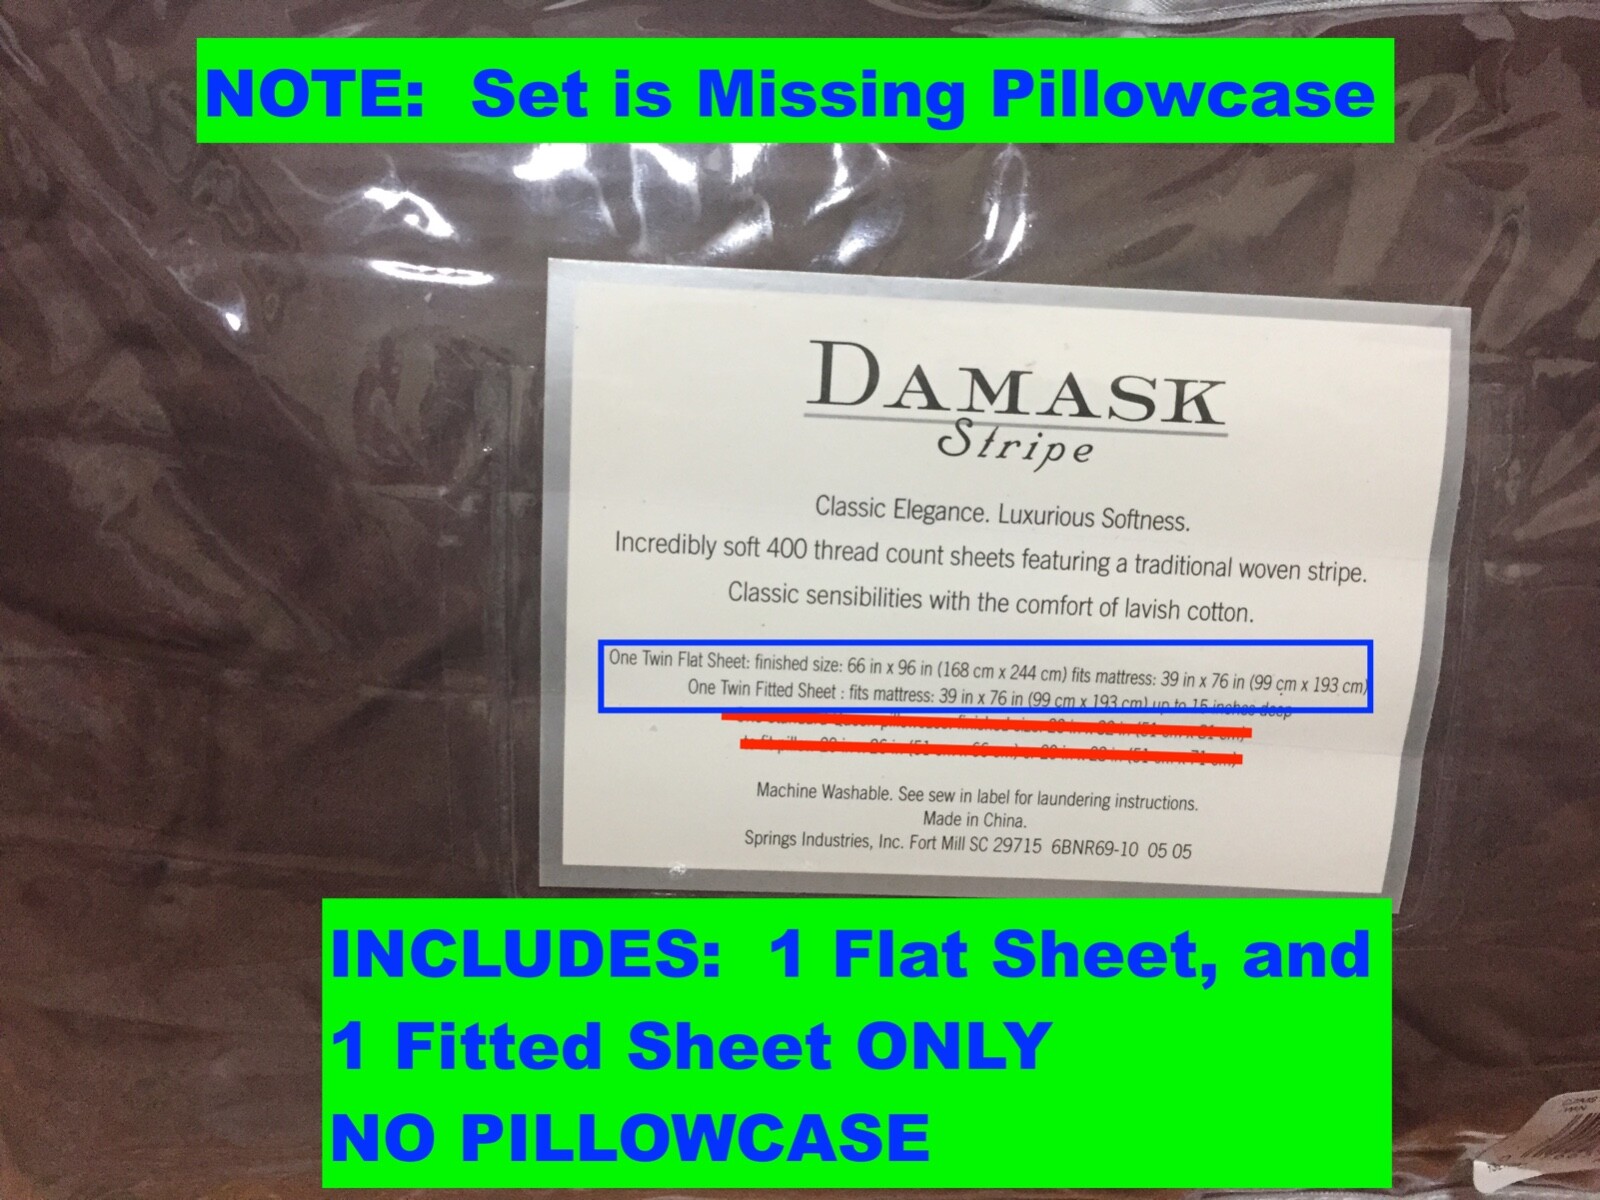 NOTE: Set is Missing Pillowcase
DAMASK
Stripe
Classic Elegance. Luxurious Softness.
Incredibly soft 400 thread count sheets featuring a traditional woven stripe.
Classic sensibilities with the comfort of lavish cotton.
One Twin Flat Sheet: finished size: 66 in x 96 in (168 cm x 244 cm) fits mattress: 39 in x 76 in (99 cm x 193 cm)
One Twin Fitted Sheet : fits mattress: 39 in x 76 in (99 cm x 193 cm) up to 15 inches deep
Machine Washable. See sew in label for laundering instructions.
Made in China.
Springs Industries, Inc. Fort Mill SC 29715 6BNR69-10 05 05
INCLUDES: 1 Flat Sheet, and
1 Fitted Sheet ONLY
NO PILLOWCASE